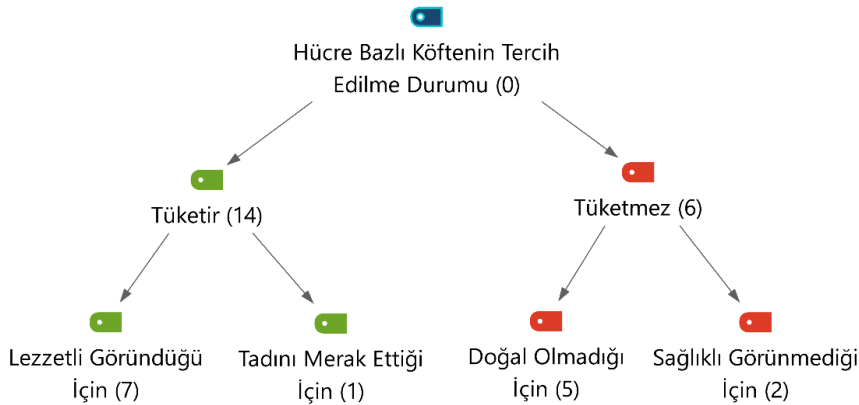 Hücre Bazlı Köftenin Tercih
Edilme Durumu (0)
Tüketir (14)
Tüketmez (6)
Lezzetli Göründüğü
İçin (7)
Tadını Merak Ettiği
İçin (1)
Doğal Olmadığı
İçin (5)
Sağlıklı Görünmediği
İçin (2)